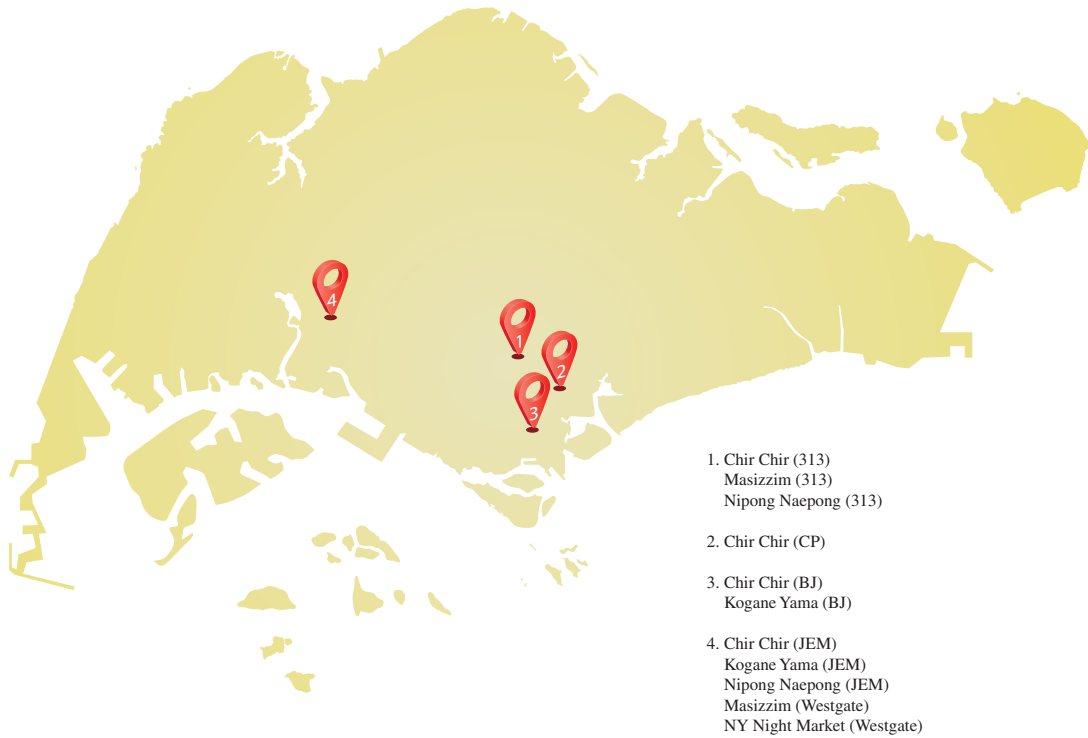 4
1
2
3
1. Chir Chir (313)
Masizzim (313)
Nipong Naepong (313)
2. Chir Chir (CP)
3. Chir Chir (BJ)
Kogane Yama (BJ)
4. Chir Chir (JEM)
Kogane Yama (JEM)
Nipong Naepong (JEM)
Masizzim (Westgate)
NY Night Market (Westgate)